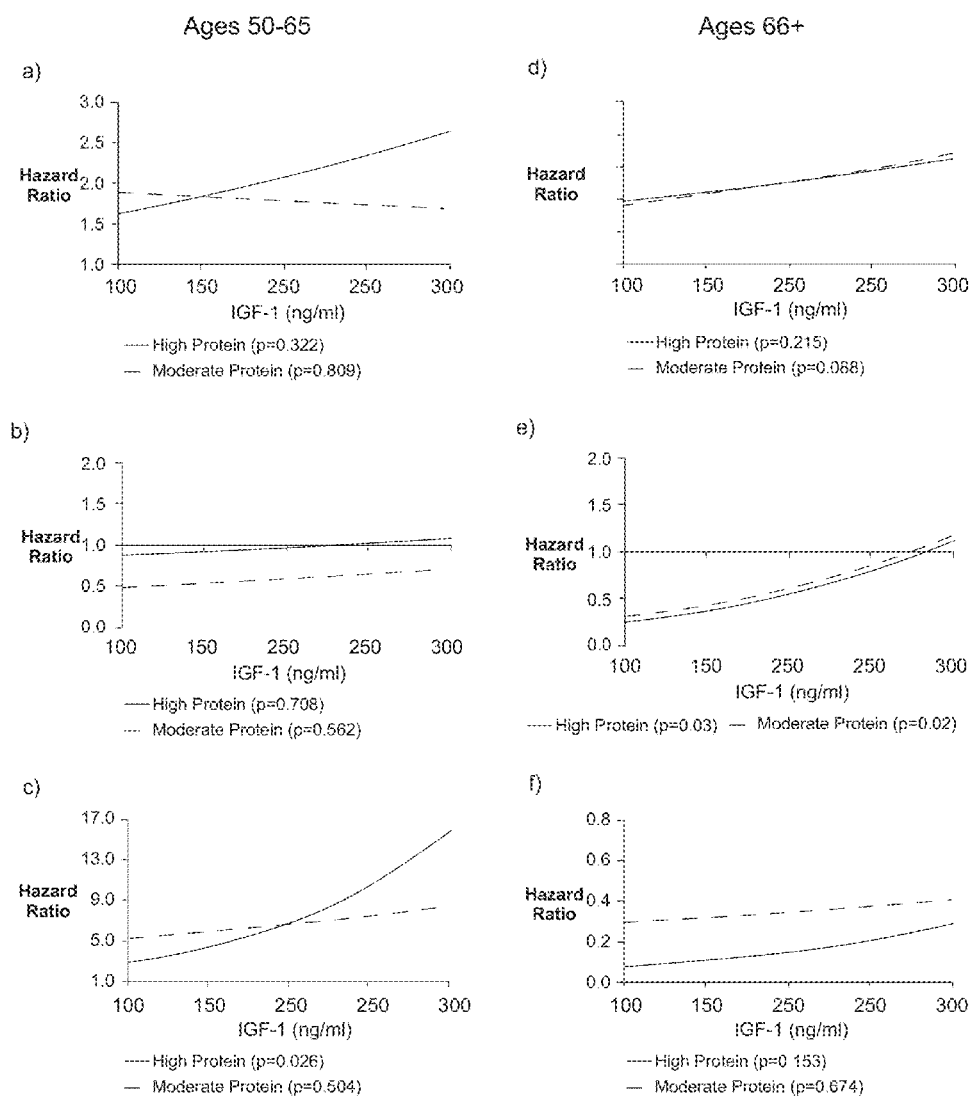 Ages 50-65
Ages 66+
a)
3.0
2.5
Hazard
Ratio
2.0
1.5
1.0
100 150 250 250 300
IGF-1 (ng/ml)
High Protein (p=0.322)
Moderate Protein (p=0.809)
d)
Hazard
Ratio
100 150 250 250 300
IGF-1 (ng/ml)
High Protein (p=0.215)
Moderate Protein (p=0.088)
b)
2.0
1.5
Hazard
Ratio
1.0
0.5
0.0
100 150 250 250 300
IGF-1 (ng/ml)
High Protein (p=0.708)
Moderate Protein (p=0.562)
e)
2.0
1.5
Hazard
Ratio
1.0
0.5
0.0
100 150 250 250 300
IGF-1 (ng/ml)
High Protein (p=0.03) Moderate Protein (p=0.02)
c)
17.0
13.0
Hazard
Ratio
9.0
5.0
1.0
100 150 250 250 300
IGF-1 (ng/ml)
High Protein (p=0.026)
Moderate Protein (p=0.504)
f)
0.8
0.6
Hazard
Ratio
0.4
0.2
0.0
100 150 250 250 300
IGF-1 (ng/ml)
High Protein (p=0.153)
Moderate Protein (p=0.674)